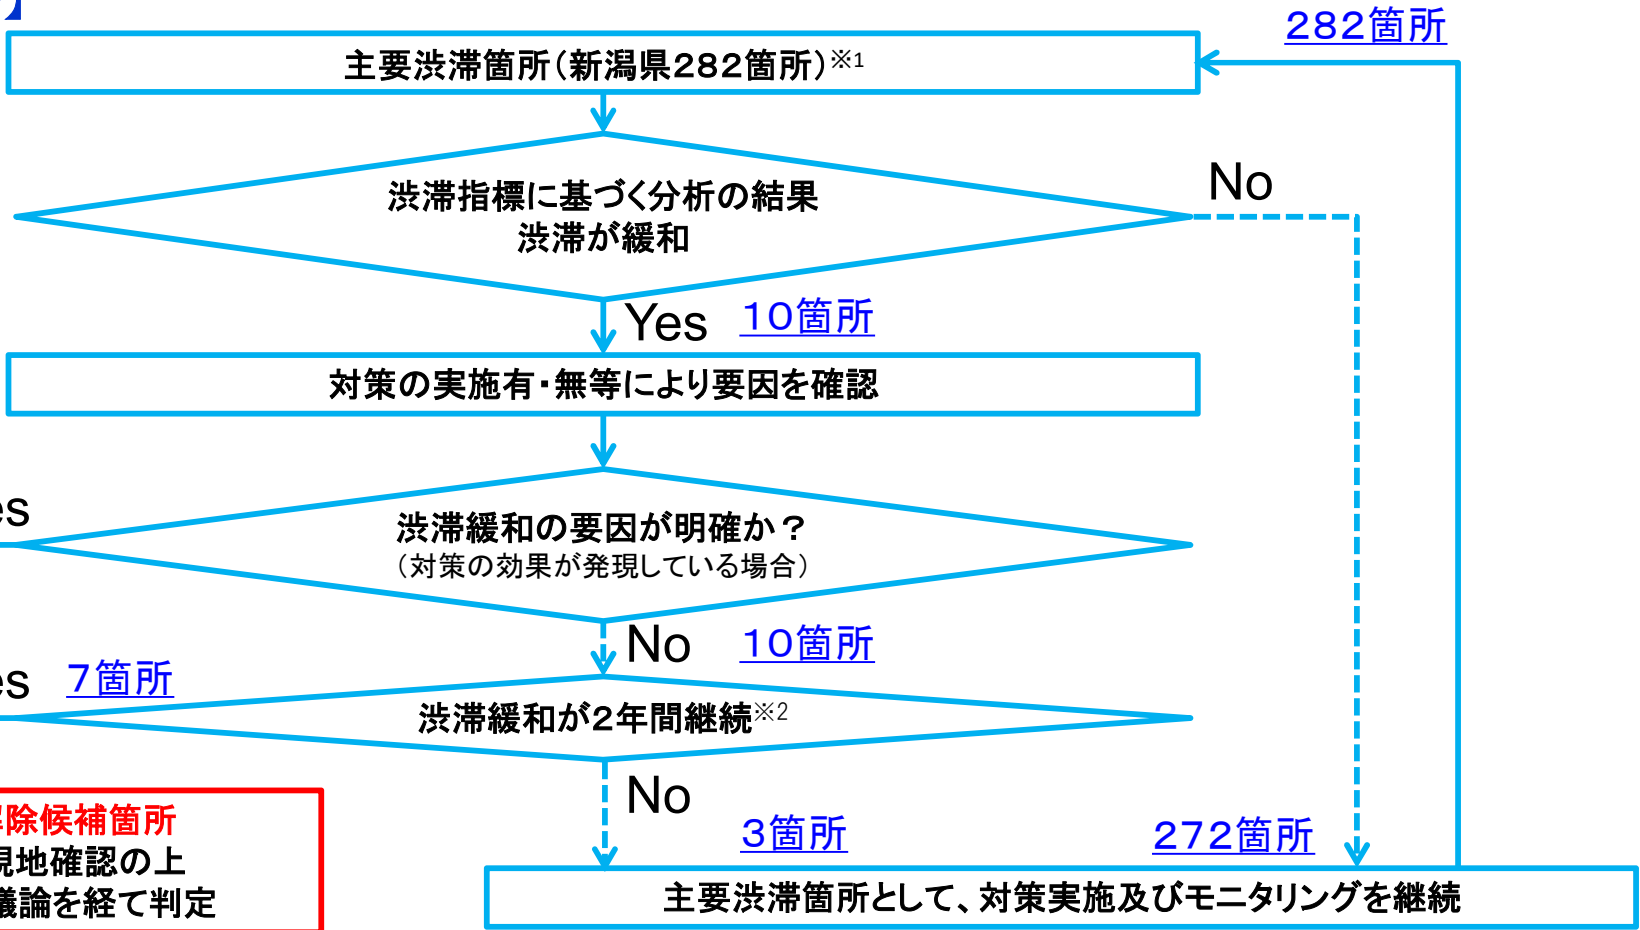 】
282箇所
主要渋滞箇所(新潟県282箇所)※1
渋滞指標に基づく分析の結果
渋滞が緩和
No
Yes 10箇所
対策の実施有・無等により要因を確認
es
渋滞緩和の要因が明確か?
(対策の効果が発現している場合)
No 10箇所
es 7箇所
渋滞緩和が2年間継続※2
No
3箇所
272箇所
除候補箇所
現地確認の上
議論を経て判定
主要渋滞箇所として、対策実施及びモニタリングを継続